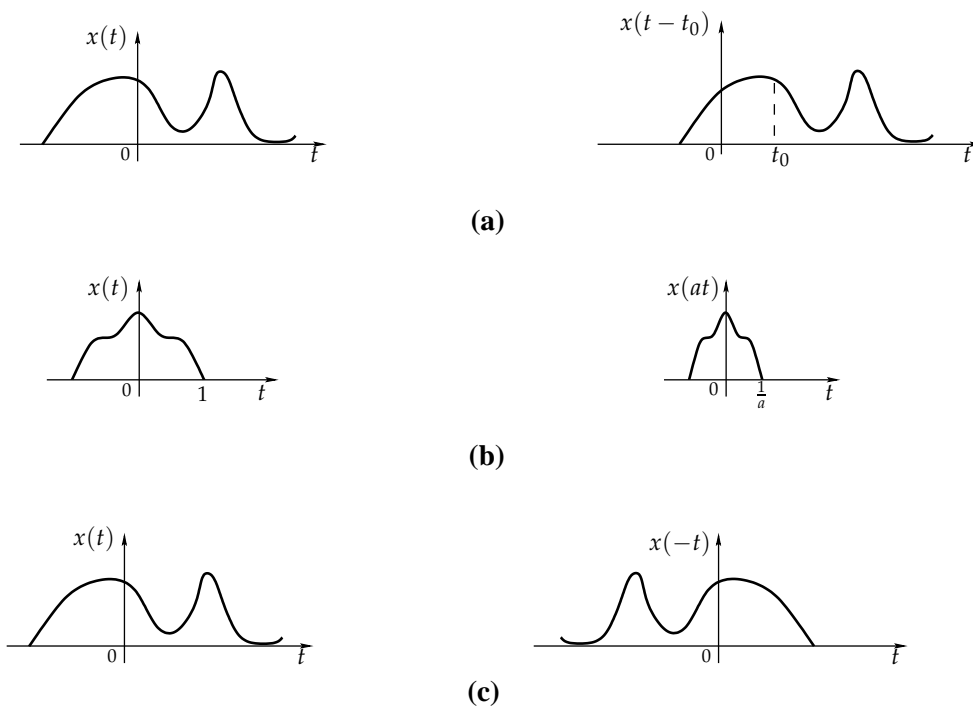 x(t) x(t − t₀)
0 t 0 t₀ t
(a)
x(t) x(at)
0 1 t 0 1/a t
(b)
x(t) x(−t)
0 t 0 t
(c)